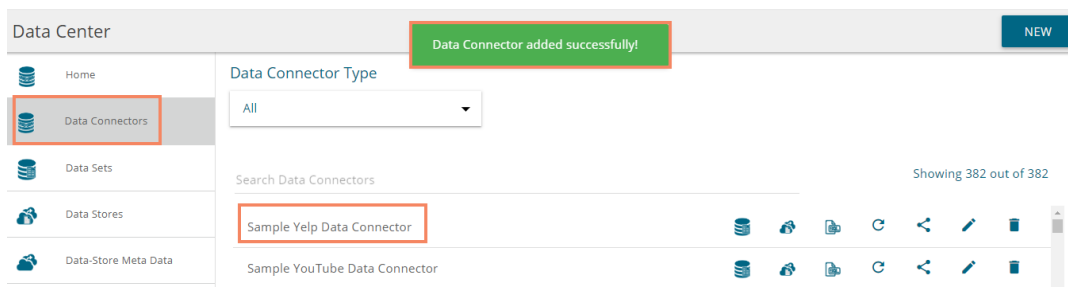 Data Center
Data Connector added successfully!
NEW
Home
Data Connectors
Data Sets
Data Stores
Data-Store Meta Data
Data Connector Type
All
Search Data Connectors
Showing 382 out of 382
Sample Yelp Data Connector
Sample YouTube Data Connector